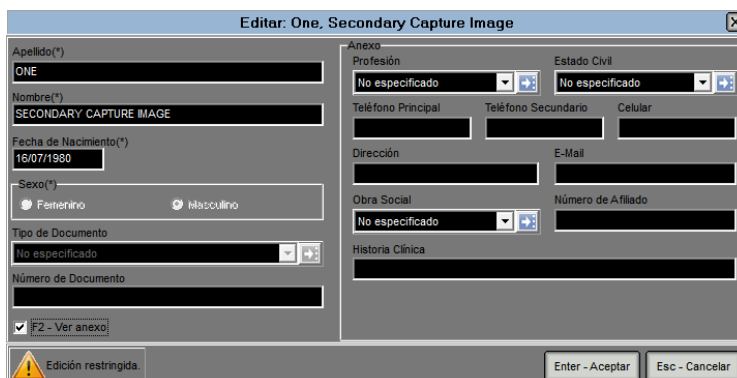 Editar: One, Secondary Capture Image
Apellido(*)
ONE
Nombre(*)
SECONDARY CAPTURE IMAGE
Fecha de Nacimiento(*)
16/07/1980
Sexo(*)
Femenino Masculino
Tipo de Documento
No especificado
Número de Documento
F2 - Ver anexo
Anexo
Profesión Estado Civil
No especificado No especificado
Teléfono Principal Teléfono Secundario Celular
Dirección E-Mail
Obra Social Número de Afiliado
No especificado
Historia Clínica
Edición restringida.
Enter - Aceptar Esc - Cancelar